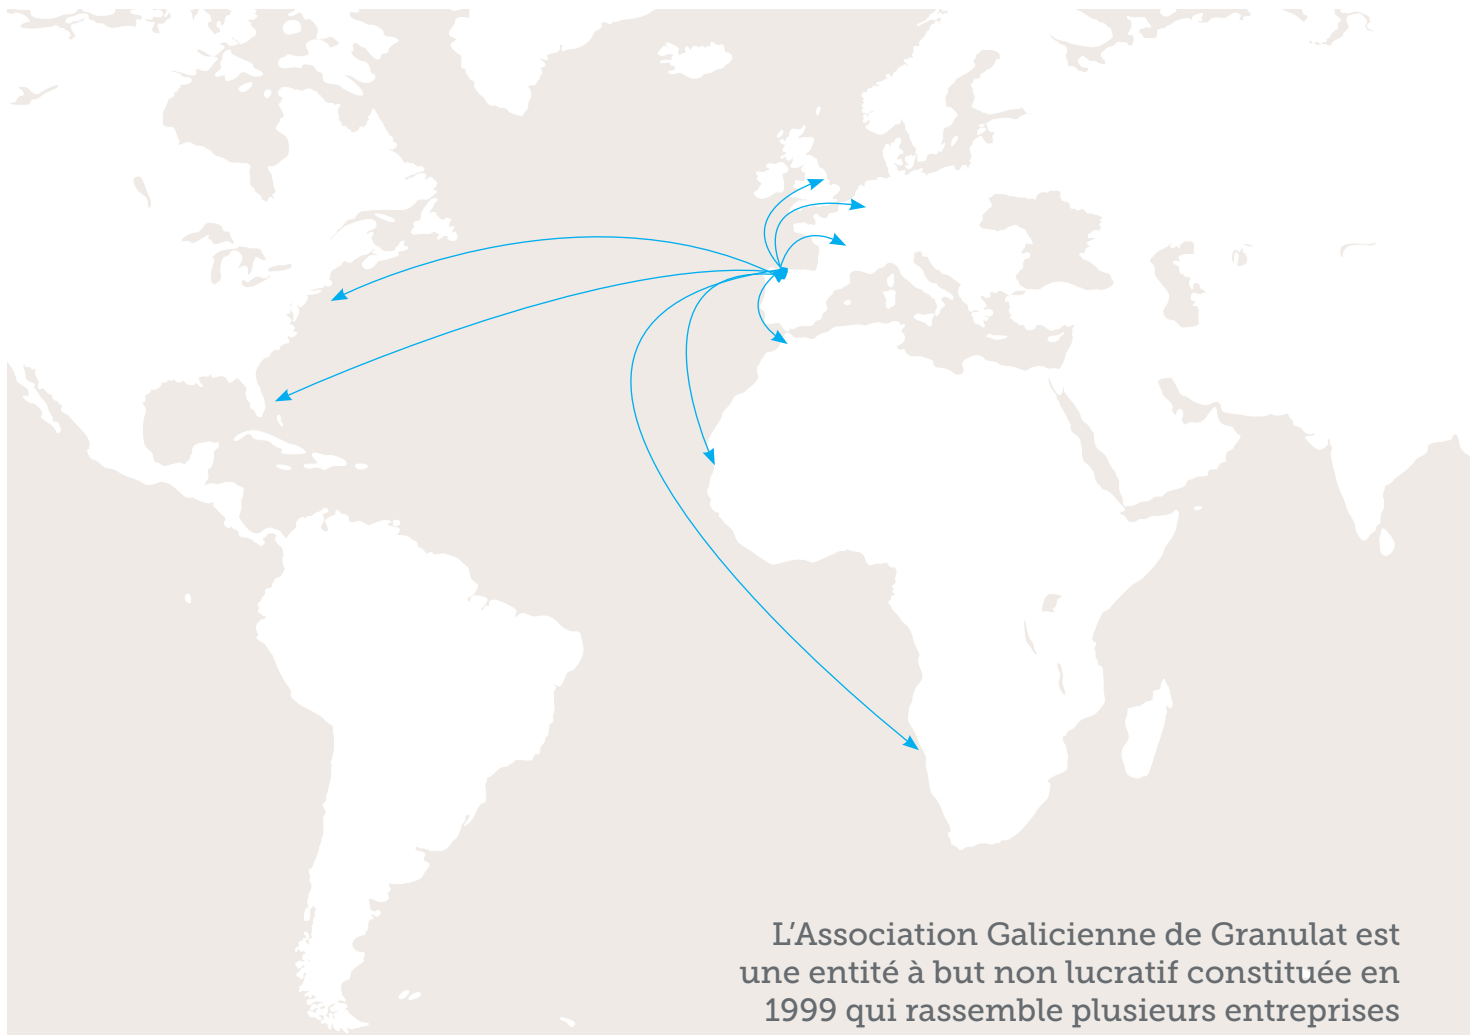 L’Association Galicienne de Granulat est
une entité à but non lucratif constituée en
1999 qui rassemble plusieurs entreprises